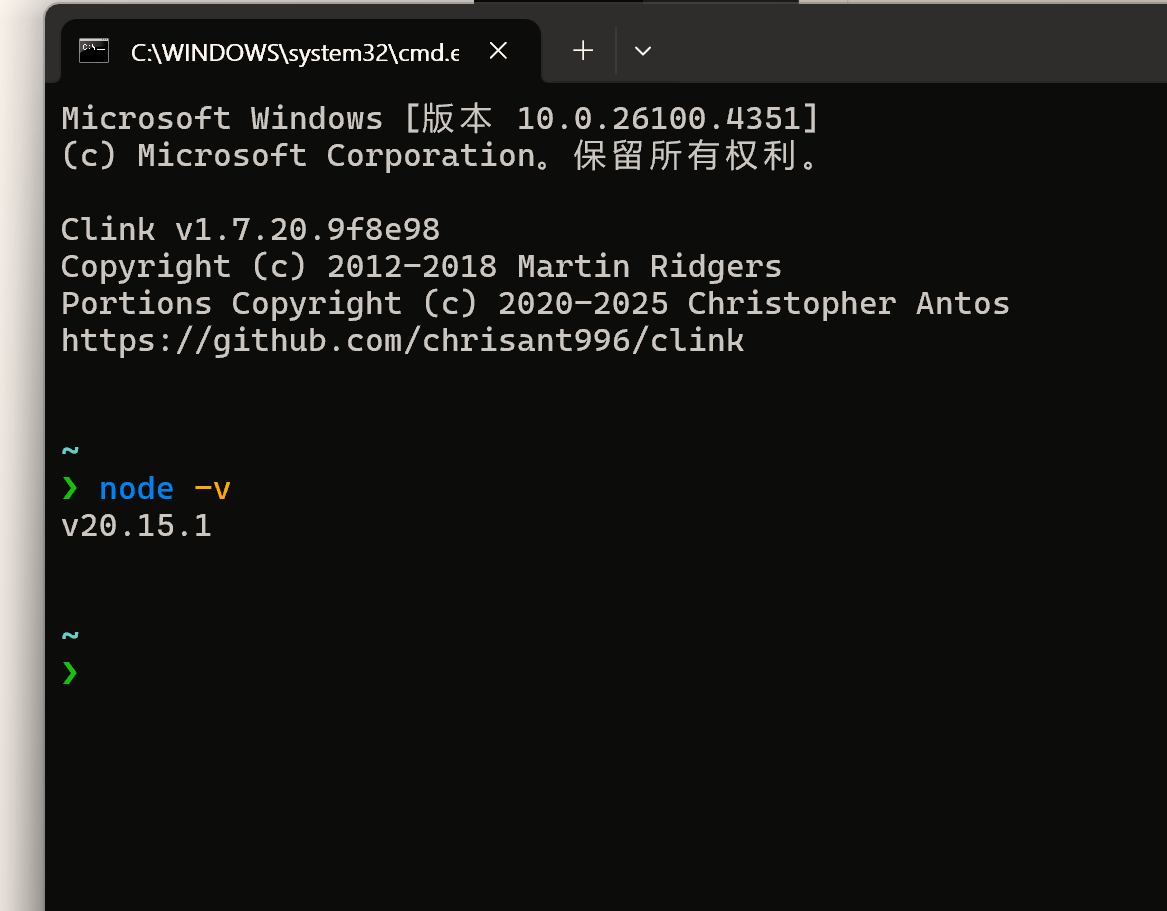 C:\WINDOWS\system32\cmd.e
Microsoft Windows [版本 10.0.26100.4351]
(c) Microsoft Corporation。保留所有权利。
Clink v1.7.20.9f8e98
Copyright (c) 2012-2018 Martin Ridgers
Portions Copyright (c) 2020-2025 Christopher Antos
https://github.com/chrisant996/clink
~
❯ node -v
v20.15.1
~
❯